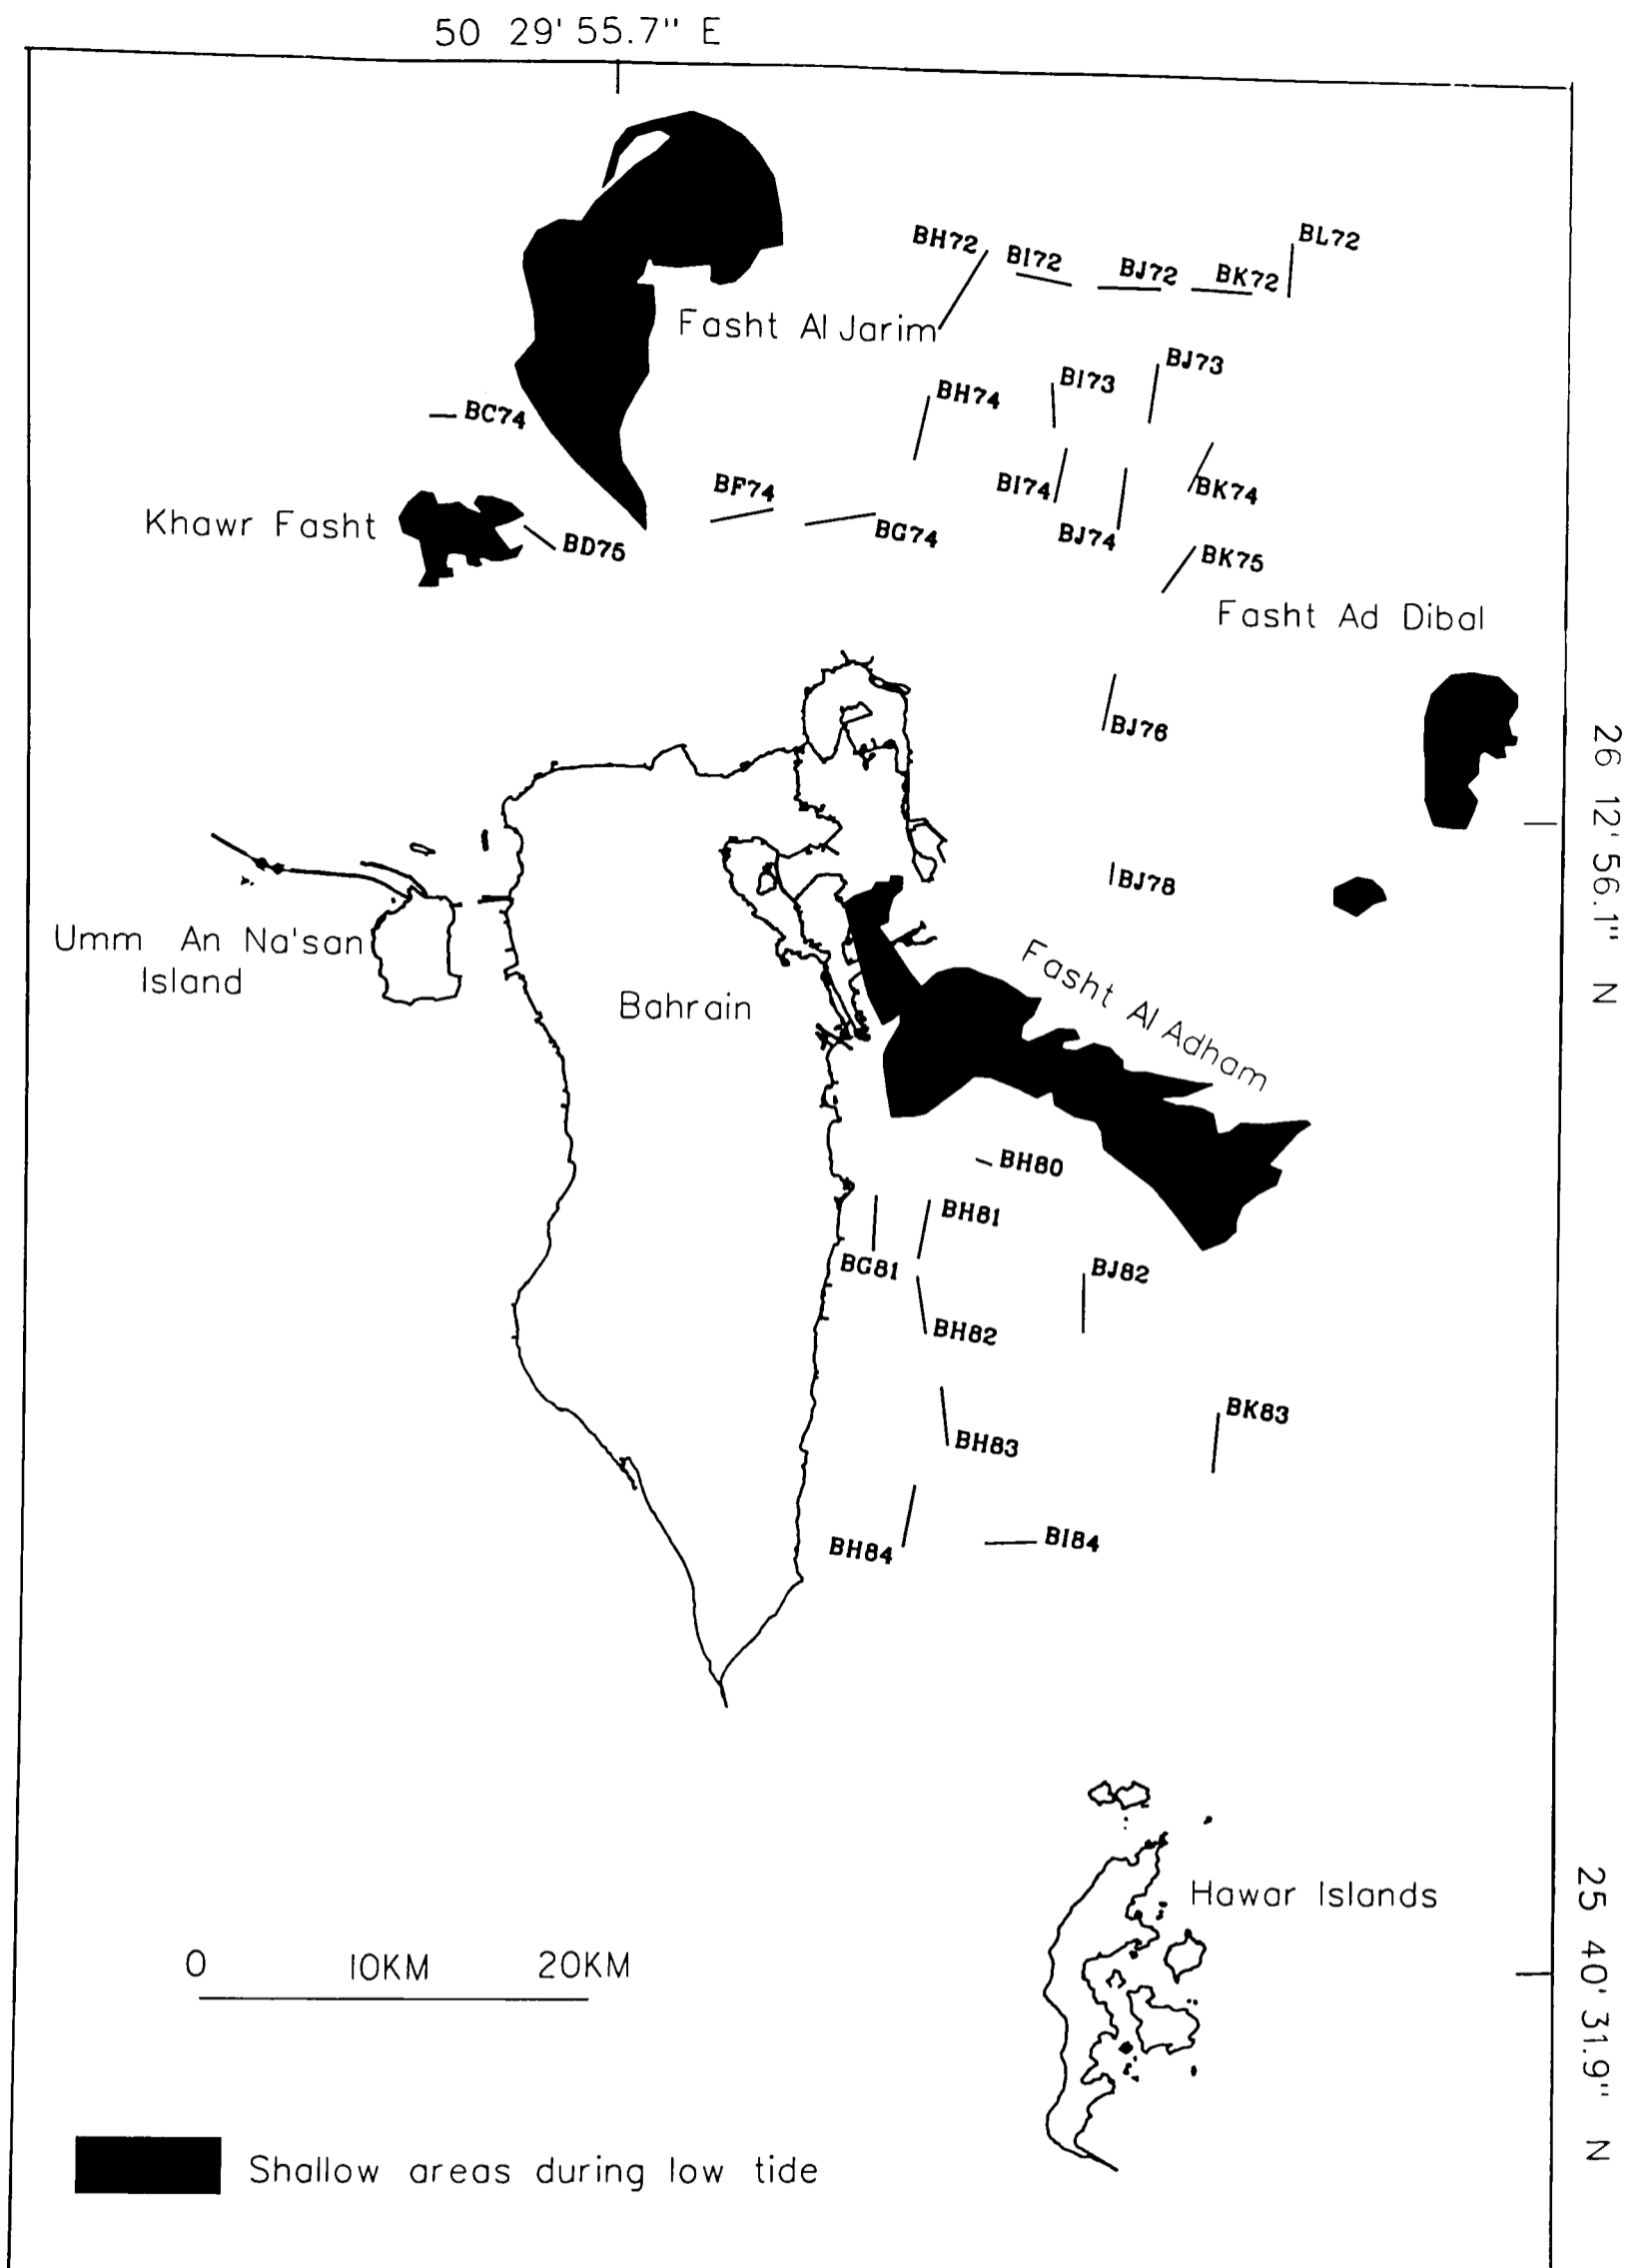 50 29' 55.7" E
BH72
BI72
BJ72
BK72
BL72
Fasht Al Jarim
BJ73
BI73
BH74
BC74
BI74
BK74
BF74
BG74
BJ74
Khawr Fasht
BD75
BK75
Fasht Ad Dibal
BJ76
26 12' 56.1" N
BJ78
Umm An Na'san
Island
Bahrain
Fasht Al Adham
BH80
BH81
BG81
BJ82
BH82
BK83
BH83
BH84
BI84
Hawar Islands
25 40' 31.9" N
0 10KM 20KM
Shallow areas during low tide